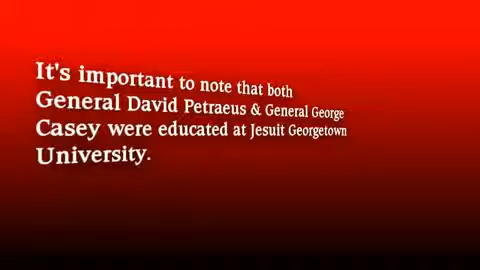 It's important to note that both
General David Petraeus & General George
Casey were educated at Jesuit Georgetown
University.